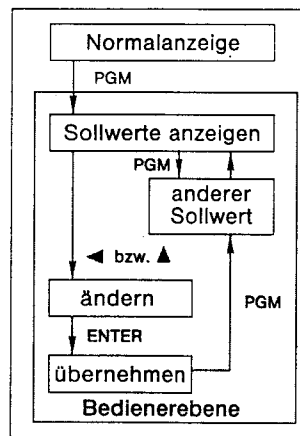 Normalanzeige
PGM
Sollwerte anzeigen
PGM
anderer
Sollwert
◄ bzw. ▲
ändern
PGM
ENTER
übernehmen
Bedienerebene